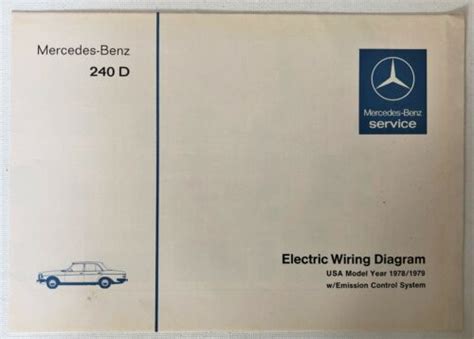 Mercedes-Benz
240 D
Mercedes-Benz
service
Electric Wiring Diagram
USA Model Year 1978/1979
w/Emission Control System